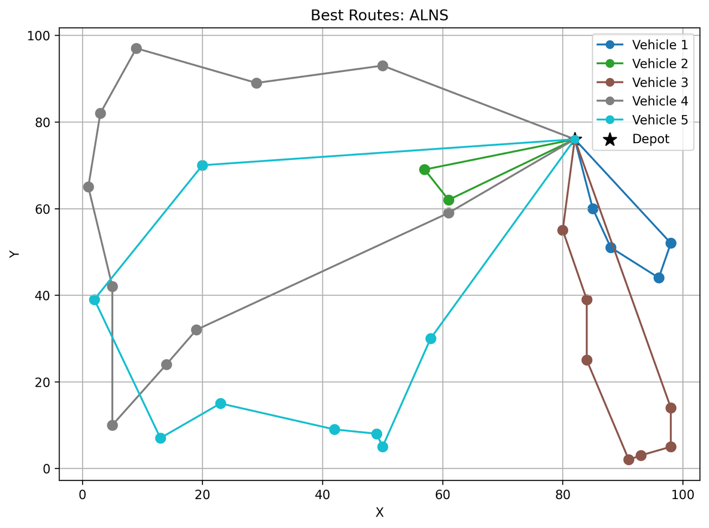 Best Routes: ALNS
Vehicle 1
Vehicle 2
Vehicle 3
Vehicle 4
Vehicle 5
Depot
Y
100
80
60
40
20
0
0 20 40 60 80 100
X